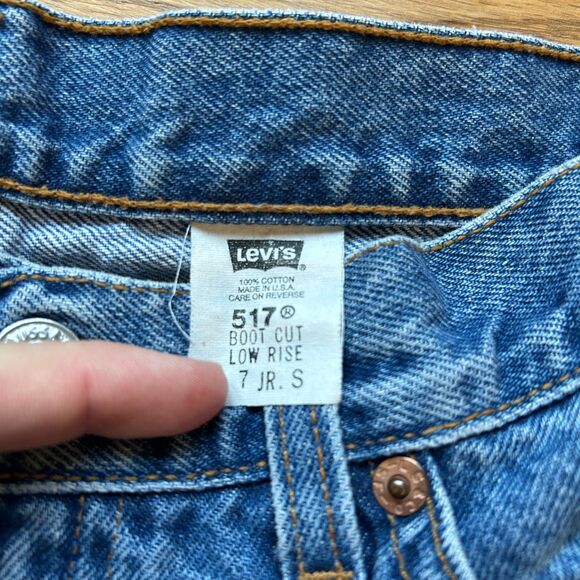 LEVI'S ®
100% COTTON
MADE IN U.S.A.
CARE ON REVERSE
517®
BOOT CUT
LOW RISE
7 JR. S